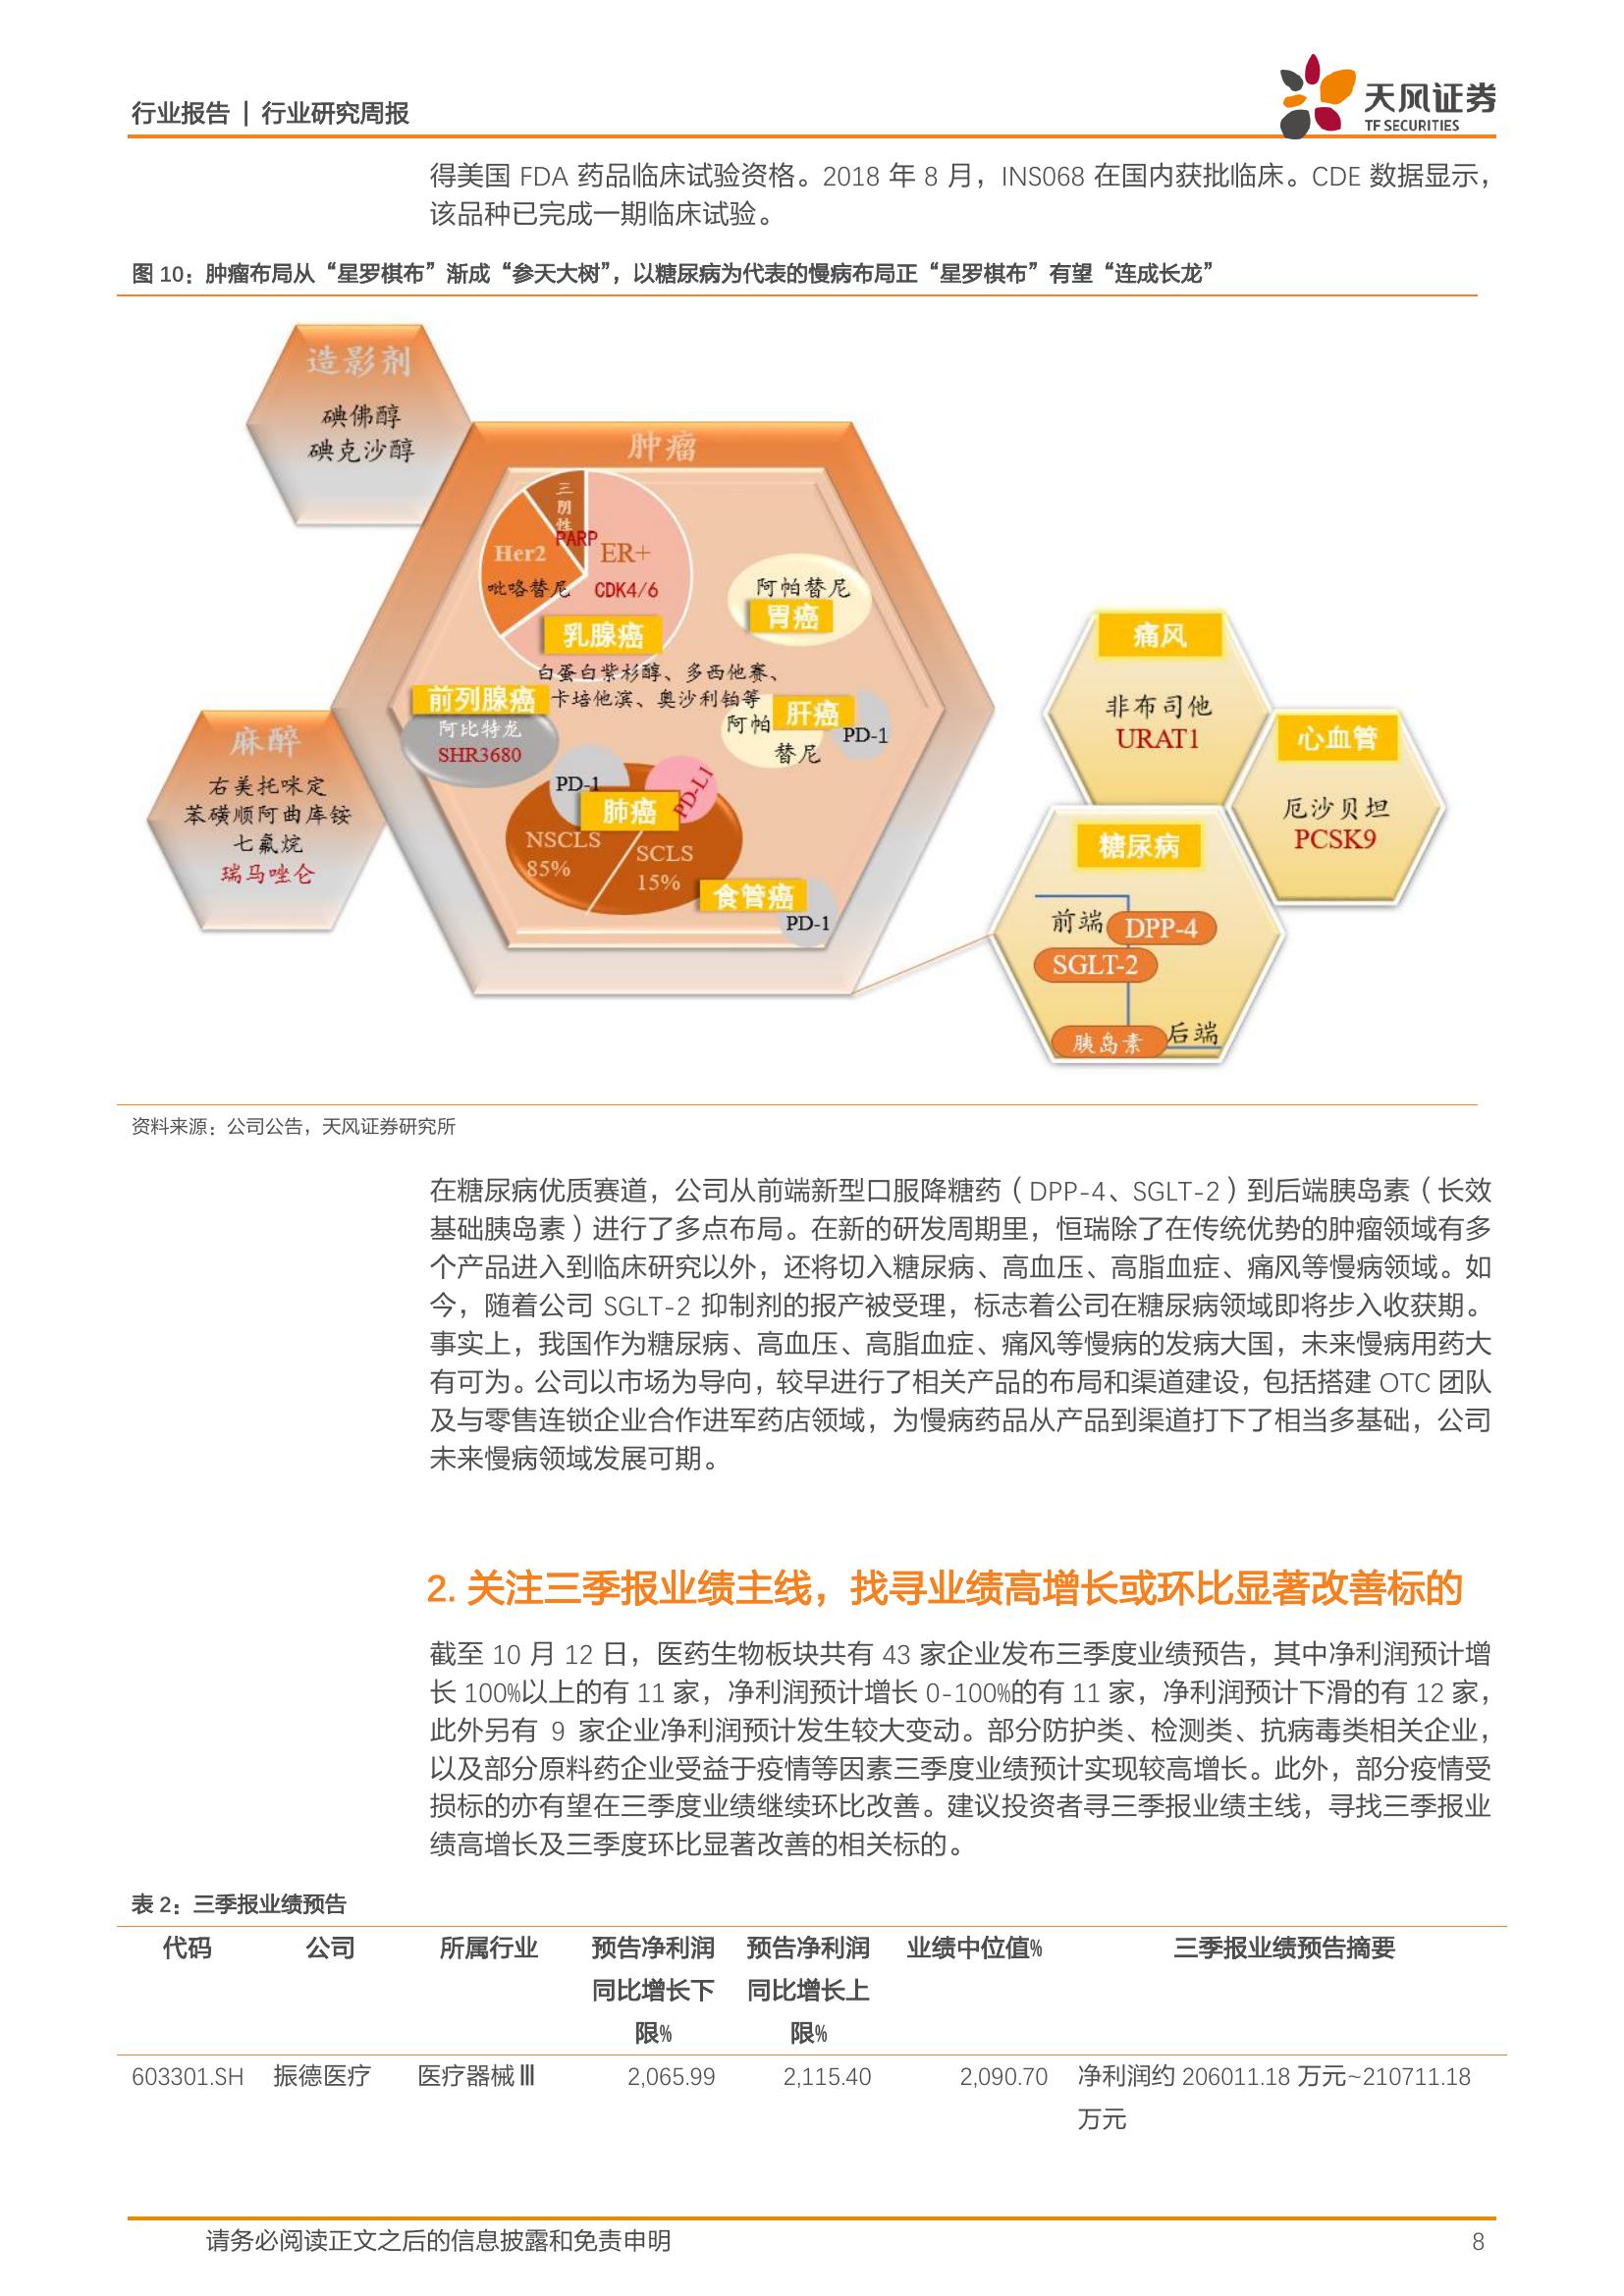 行业报告 | 行业研究周报
天风证券
TF SECURITIES
得美国 FDA 药品临床试验资格。2018 年 8 月，INS068 在国内获批临床。CDE 数据显示，
该品种已完成一期临床试验。
图 10：肿瘤布局从“星罗棋布”渐成“参天大树”，以糖尿病为代表的慢病布局正“星罗棋布”有望“连成长龙”
造影剂
碘佛醇
碘克沙醇
肿瘤
三阴性
PARP
Her2
ER+
吡咯替尼
CDK4/6
乳腺癌
阿帕替尼
胃癌
白蛋白紫杉醇、多西他赛、
卡培他滨、奥沙利铂等
前列腺癌
阿比特龙
SHR3680
阿帕
肝癌
PD-1
替尼
PD-1
PD-L1
肺癌
NSCLS
85%
SCLS
15%
食管癌
PD-1
麻醉
右美托咪定
苯磺顺阿曲库铵
七氟烷
瑞马唑仑
痛风
非布司他
URAT1
心血管
厄沙贝坦
PCSK9
糖尿病
前端
DPP-4
SGLT-2
胰岛素
后端
资料来源：公司公告，天风证券研究所
在糖尿病优质赛道，公司从前端新型口服降糖药（DPP-4、SGLT-2）到后端胰岛素（长效
基础胰岛素）进行了多点布局。在新的研发周期里，恒瑞除了在传统优势的肿瘤领域有多
个产品进入到临床研究以外，还将切入糖尿病、高血压、高脂血症、痛风等慢病领域。如
今，随着公司 SGLT-2 抑制剂的报产被受理，标志着公司在糖尿病领域即将步入收获期。
事实上，我国作为糖尿病、高血压、高脂血症、痛风等慢病的发病大国，未来慢病用药大
有可为。公司以市场为导向，较早进行了相关产品的布局和渠道建设，包括搭建 OTC 团队
及与零售连锁企业合作进军药店领域，为慢病药品从产品到渠道打下了相当多基础，公司
未来慢病领域发展可期。
2. 关注三季报业绩主线，找寻业绩高增长或环比显著改善标的
截至 10 月 12 日，医药生物板块共有 43 家企业发布三季度业绩预告，其中净利润预计增
长 100%以上的有 11 家，净利润预计增长 0-100%的有 11 家，净利润预计下滑的有 12 家，
此外另有 9 家企业净利润预计发生较大变动。部分防护类、检测类、抗病毒类相关企业，
以及部分原料药企业受益于疫情等因素三季度业绩预计实现较高增长。此外，部分疫情受
损标的亦有望在三季度业绩继续环比改善。建议投资者寻三季报业绩主线，寻找三季报业
绩高增长及三季度环比显著改善的相关标的。
表 2：三季报业绩预告
代码 公司 所属行业 预告净利润 预告净利润 业绩中位值% 三季报业绩预告摘要
同比增长下 同比增长上
限% 限%
603301.SH 振德医疗 医疗器械Ⅲ 2,065.99 2,115.40 2,090.70 净利润约 206011.18 万元~210711.18
万元
请务必阅读正文之后的信息披露和免责申明 8